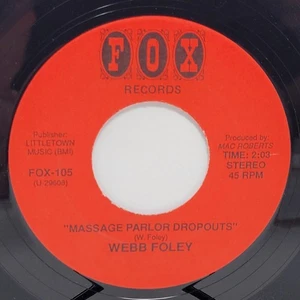 FOX
RECORDS
Publisher:
LITTLETOWN
MUSIC (BMI)
FOX-105
(U-29608)
Produced by
MAC ROBERTS
TIME: 2:03
STEREO
45 RPM
"MASSAGE PARLOR DROPOUTS"
(W. Foley)
WEBB FOLEY